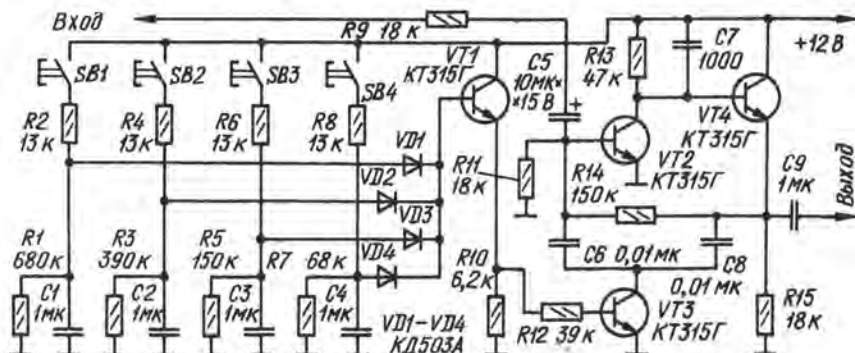 Вход
R9 18 к
SB1
SB2
SB3
SB4
R2
13 к
R4
13 к
R6
13 к
R8
13 к
VT1
КТ315Г
C5
10мк×
×15 В
R13
47 к
C7
1000
+12В
VT4
КТ315Г
VD1
VD2
VD3
VD4
R11
18 к
R14
150 к
VT2
КТ315Г
C9
1мк
Выход
R1
680 к
R3
390 к
R5
150 к
R7
68 к
C1
1мк
C2
1мк
C3
1мк
C4
1мк
VD1–VD4
КД503А
R10
6,2 к
C6 0,01 мк
C8
0,01 мк
R12 39 к
VT3
КТ315Г
R15
18 к